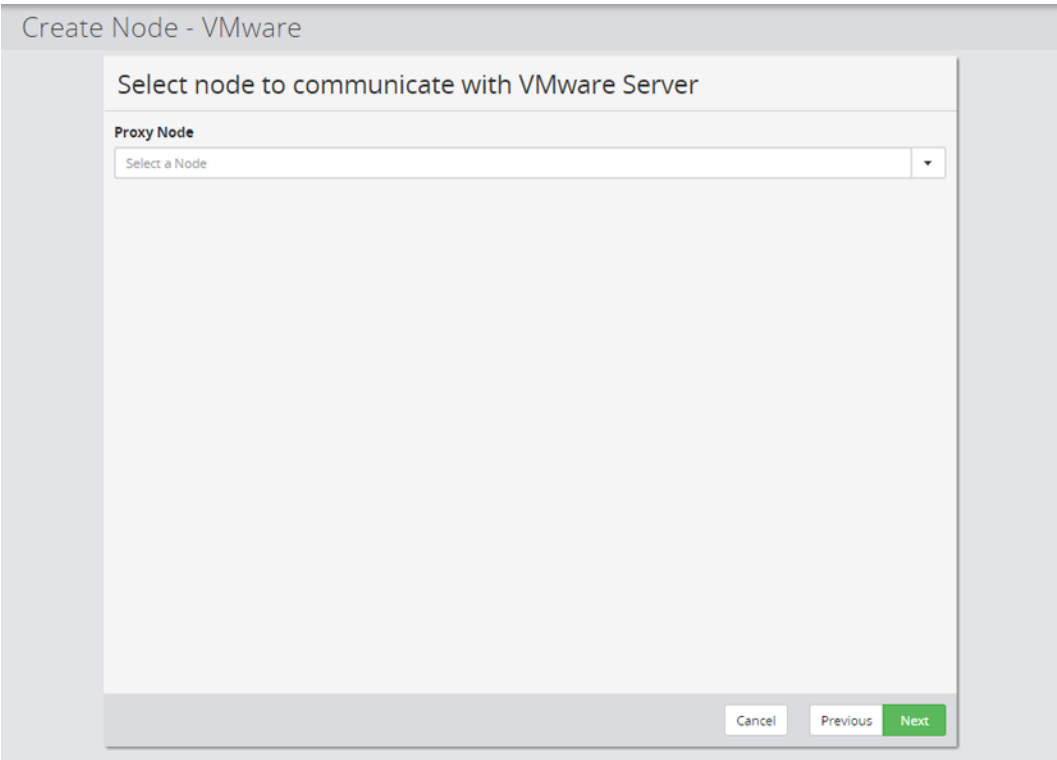 Create Node - VMware
Select node to communicate with VMware Server
Proxy Node
Select a Node
Cancel Previous Next